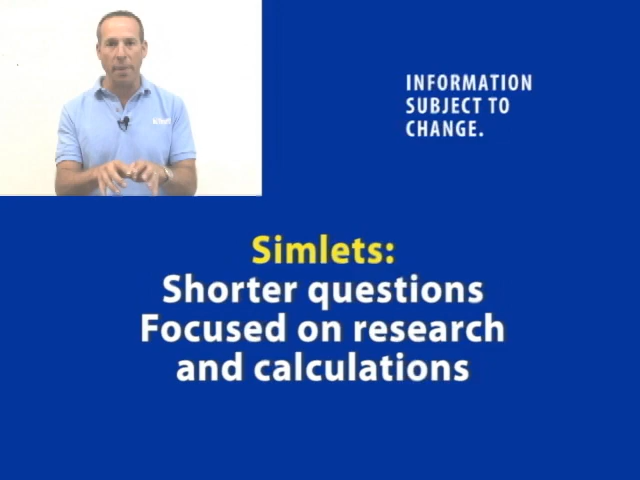 INFORMATION
SUBJECT TO
CHANGE.
Simlets:
Shorter questions
Focused on research
and calculations